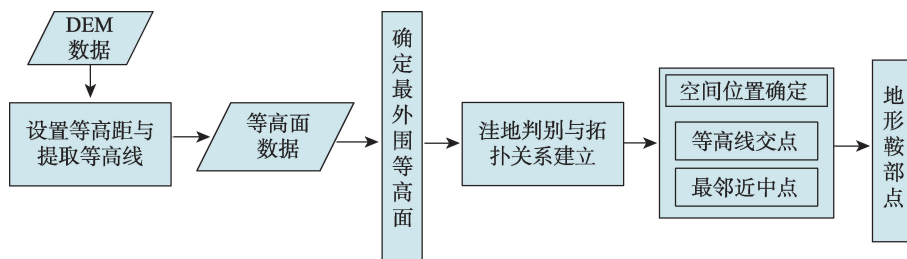 DEM
数据
设置等高距与
提取等高线
等高面
数据
确定最外围等高面
洼地判别与拓
扑关系建立
空间位置确定
等高线交点
最邻近中点
地形鞍部点